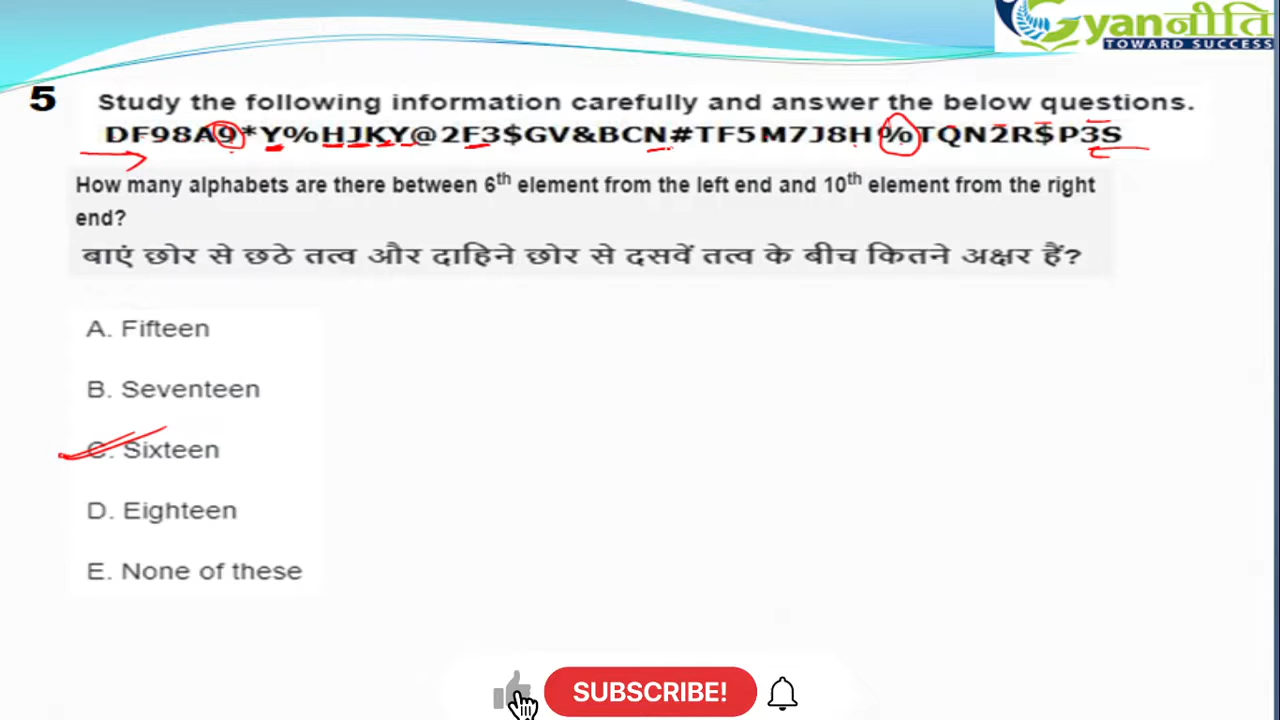 Gyanनीति
TOWARD SUCCESS
5 Study the following information carefully and answer the below questions.
DF98A9*Y%HJKY@2F3$GV&BCN#TF5M7J8H%TQN2R$P3S
How many alphabets are there between 6th element from the left end and 10th element from the right
end?
बाएं छोर से छठे तत्व और दाहिने छोर से दसवें तत्व के बीच कितने अक्षर हैं?
A. Fifteen
B. Seventeen
C. Sixteen
D. Eighteen
E. None of these
SUBSCRIBE!